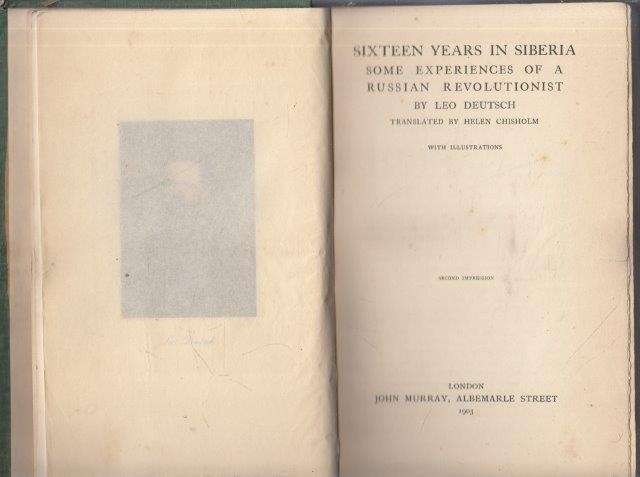 SIXTEEN YEARS IN SIBERIA
SOME EXPERIENCES OF A
RUSSIAN REVOLUTIONIST
BY LEO DEUTSCH
TRANSLATED BY HELEN CHISHOLM
WITH ILLUSTRATIONS
SECOND IMPRESSION
LONDON
JOHN MURRAY, ALBEMARLE STREET
1903